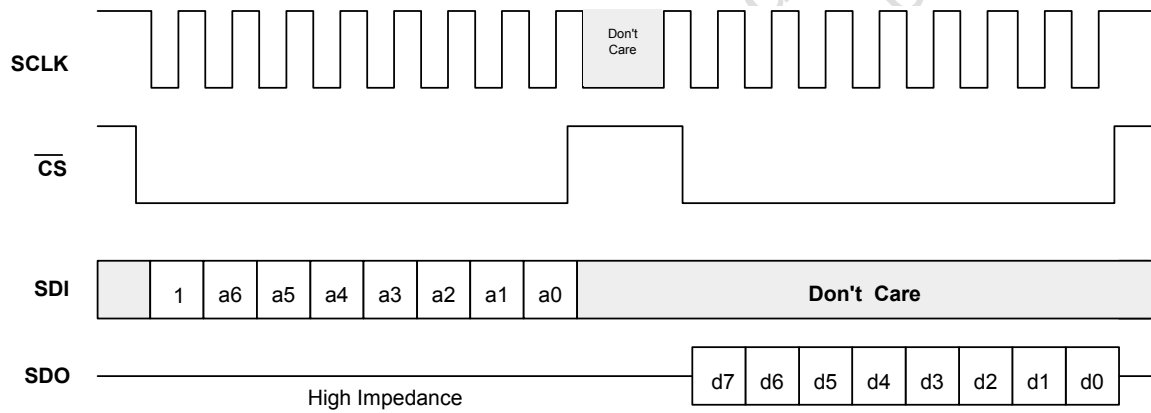 Don't
Care
SCLK
CS
SDI 1 a6 a5 a4 a3 a2 a1 a0 Don't Care
SDO High Impedance d7 d6 d5 d4 d3 d2 d1 d0